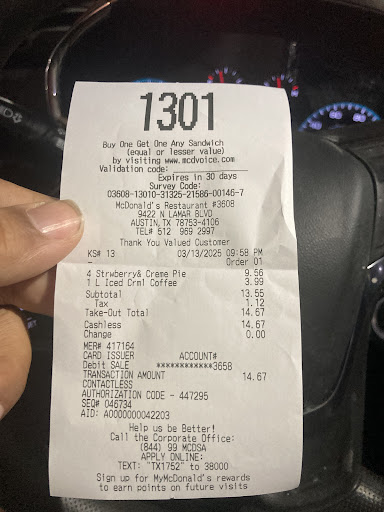 1301
Buy One Get One Any Sandwich
(equal or lesser value)
by visiting www.mcdvoice.com
Validation code:
Expires in 30 days
Survey Code:
03608-13010-31325-21586-00146-7
McDonald's Restaurant #3608
9422 N LAMAR BLVD
AUSTIN, TX 78753-4106
TEL# 512 969 2997
Thank You Valued Customer
KS# 13 03/13/2025 09:58 PM
Order 01
4 Strwberry& Creme Pie 9.56
1 L Iced Crml Coffee 3.99
Subtotal 13.55
Tax 1.12
Take-Out Total 14.67
Cashless 14.67
Change 0.00
MER# 417164
CARD ISSUER ACCOUNT#
Debit SALE ************3658
TRANSACTION AMOUNT 14.67
CONTACTLESS
AUTHORIZATION CODE - 447295
SEQ# 046734
AID: A0000000042203
Help us be Better!
Call the Corporate Office:
(844) 99 MCDSA
APPLY ONLINE:
TEXT: "TX1752" to 38000
Sign up for MyMcDonald's rewards
to earn points on future visits